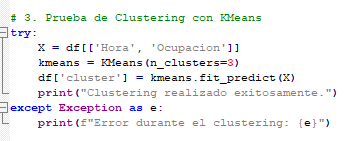 # 3. Prueba de Clustering con KMeans
try:
    X = df[['Hora', 'Ocupacion']]
    kmeans = KMeans(n_clusters=3)
    df['cluster'] = kmeans.fit_predict(X)
    print("Clustering realizado exitosamente.")
except Exception as e:
    print(f"Error durante el clustering: {e}")